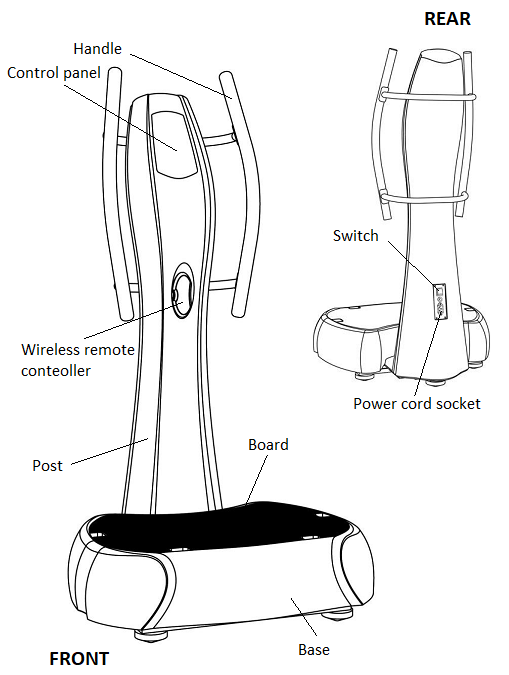 REAR
Handle
Control panel
Switch
Wireless remote
conteoller
Power cord socket
Board
Post
Base
FRONT